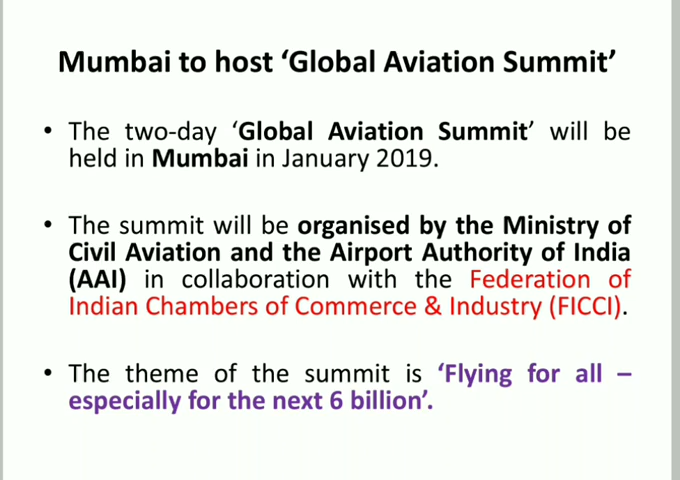 Mumbai to host ‘Global Aviation Summit’
• The two-day ‘Global Aviation Summit’ will be
held in Mumbai in January 2019.
• The summit will be organised by the Ministry of
Civil Aviation and the Airport Authority of India
(AAI) in collaboration with the Federation of
Indian Chambers of Commerce & Industry (FICCI).
• The theme of the summit is ‘Flying for all –
especially for the next 6 billion’.